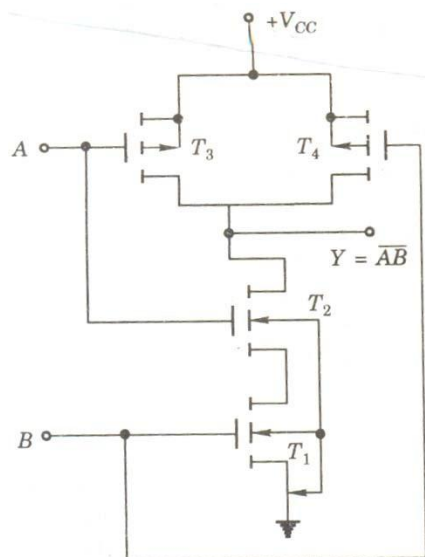 +V_CC
A
T_3
T_4
Y = \overline{AB}
T_2
B
T_1